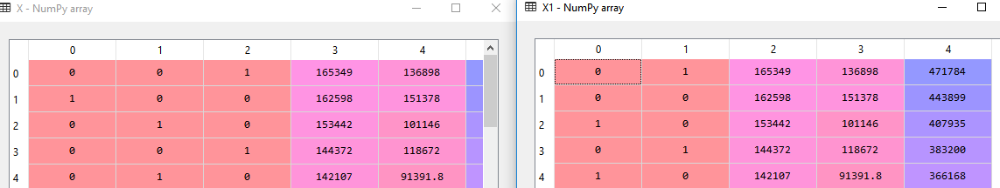 X - NumPy array
0 1 2 3 4
0 0 0 1 165349 136898
1 1 0 0 162598 151378
2 0 1 0 153442 101146
3 0 0 1 144372 118672
4 0 1 0 142107 91391.8
X1 - NumPy array
0 1 2 3 4
0 0 1 165349 136898 471784
1 0 0 162598 151378 443899
2 1 0 153442 101146 407935
3 0 1 144372 118672 383200
4 1 0 142107 91391.8 366168